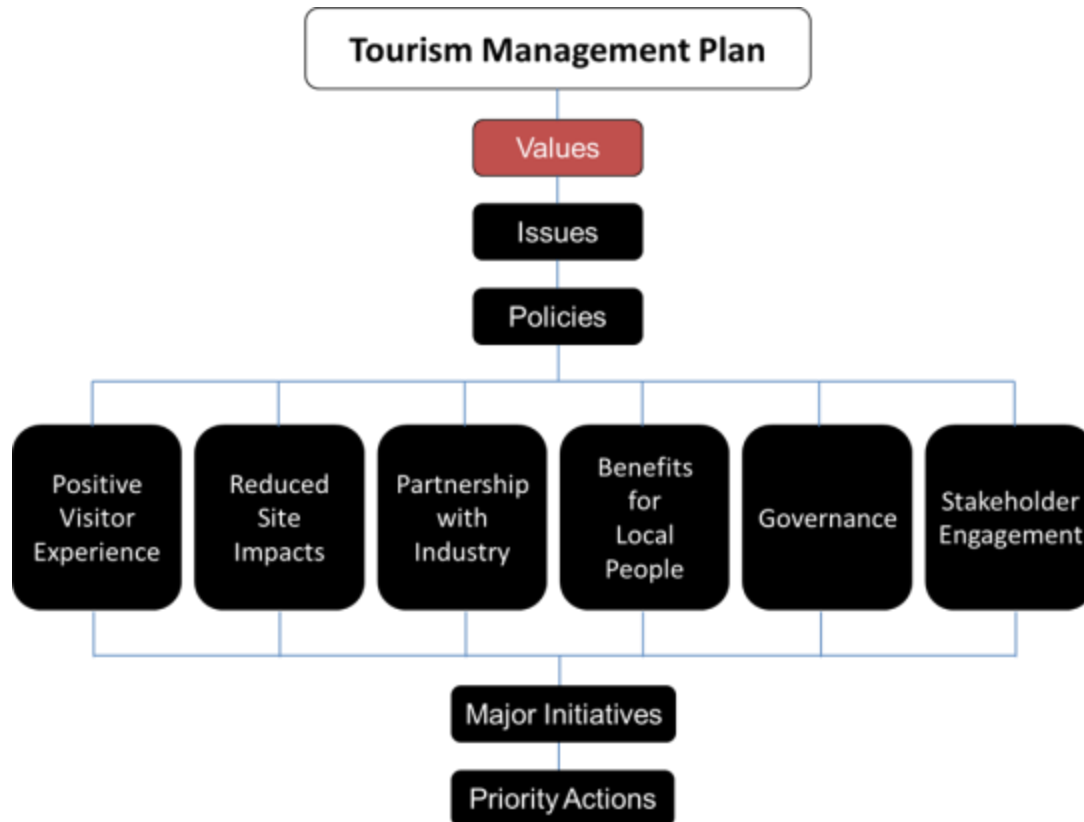 Tourism Management Plan
Values
Issues
Policies
Positive
Visitor
Experience
Reduced
Site
Impacts
Partnership
with
Industry
Benefits
for
Local
People
Governance
Stakeholder
Engagement
Major Initiatives
Priority Actions